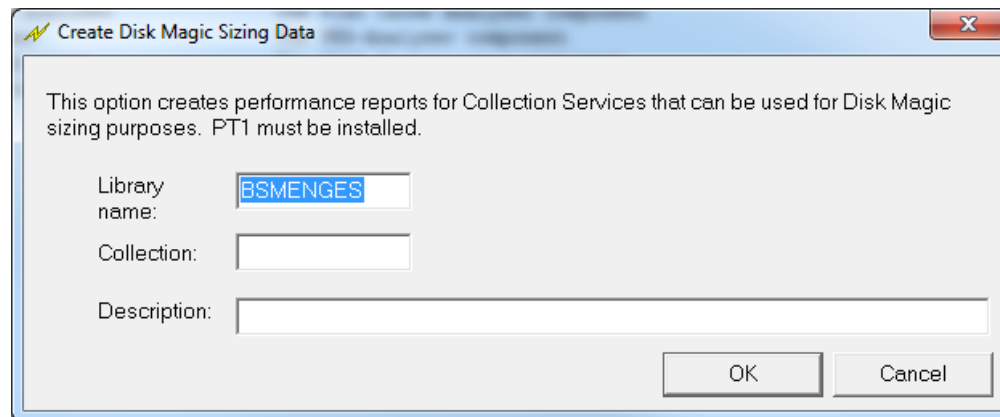 Create Disk Magic Sizing Data
This option creates performance reports for Collection Services that can be used for Disk Magic
sizing purposes. PT1 must be installed.
Library
name:
BSMENGES
Collection:
Description:
OK
Cancel